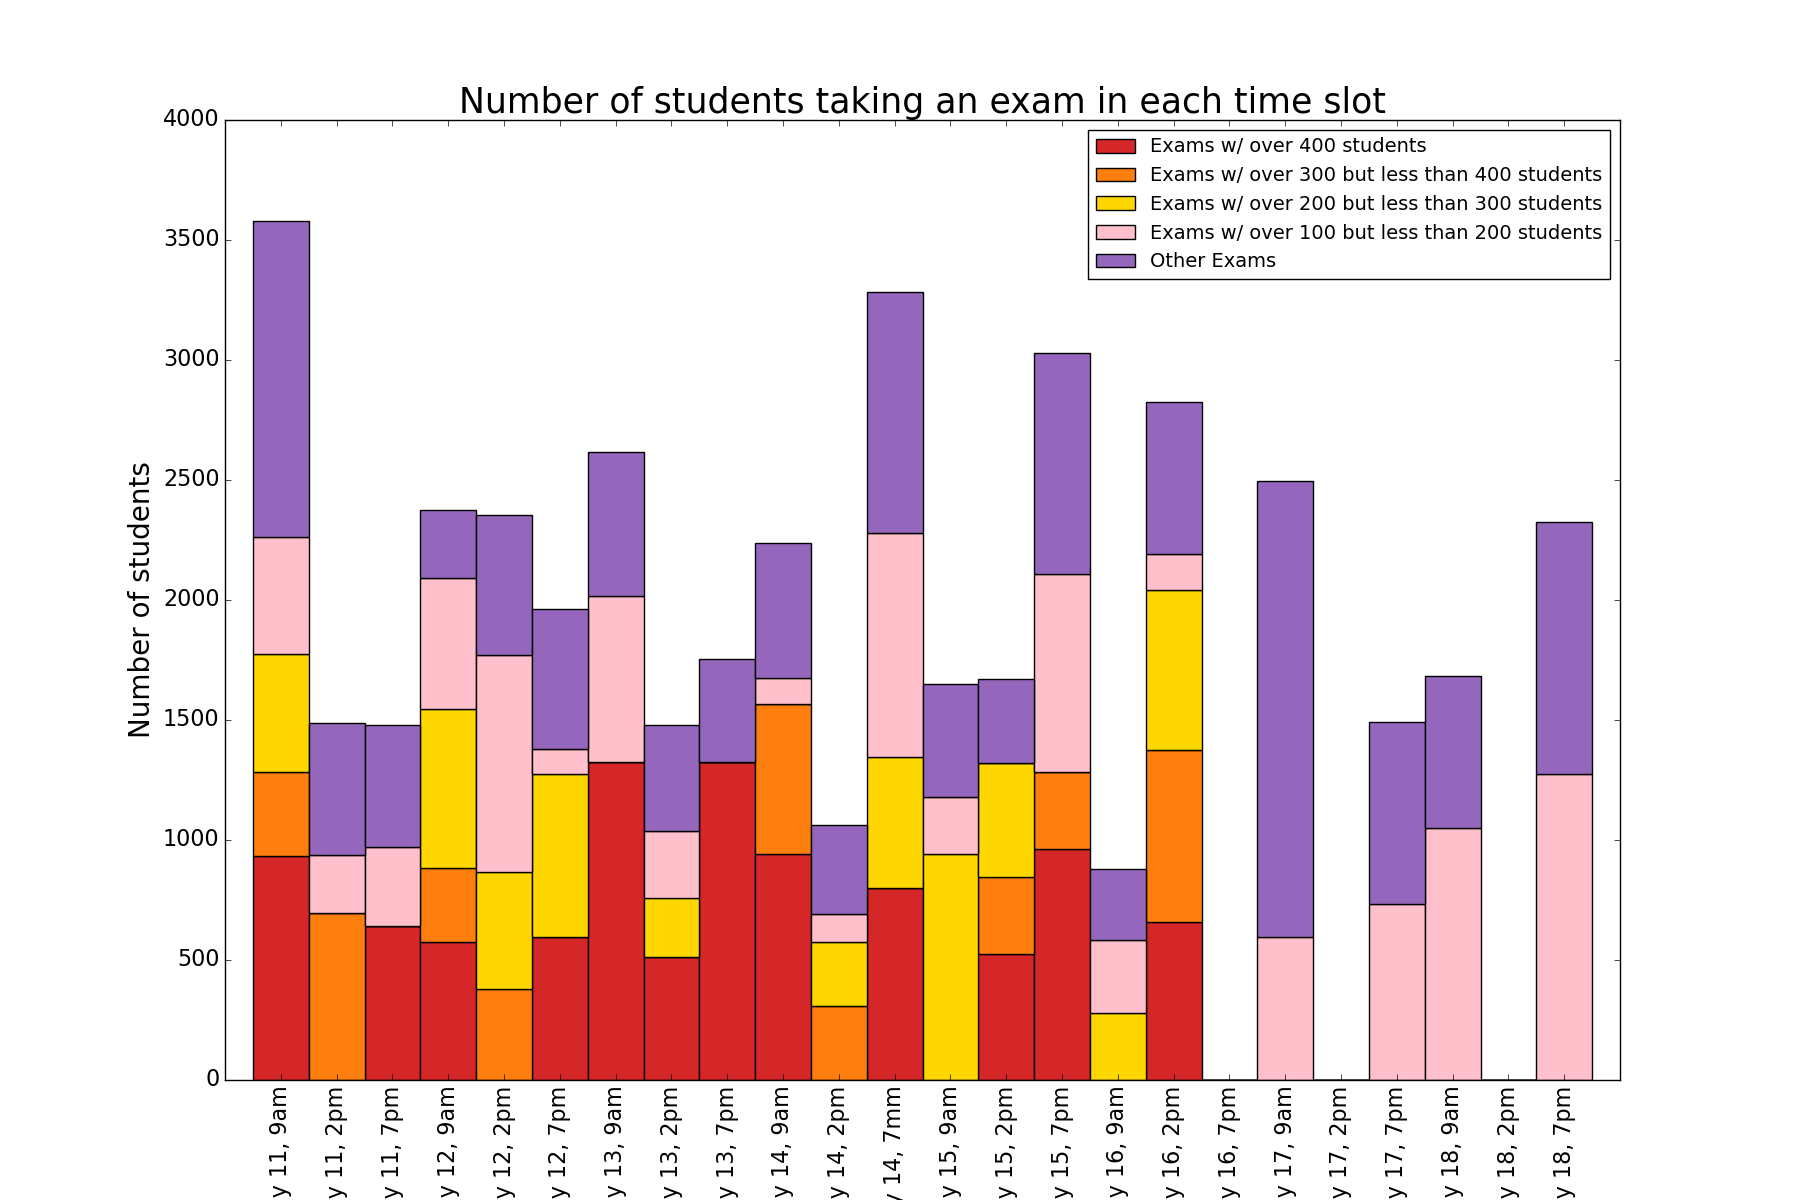 Number of students taking an exam in each time slot
Exams w/ over 400 students
Exams w/ over 300 but less than 400 students
Exams w/ over 200 but less than 300 students
Exams w/ over 100 but less than 200 students
Other Exams
Number of students
4000
3500
3000
2500
2000
1500
1000
500
0
y 11, 9am
y 11, 2pm
y 11, 7pm
y 12, 9am
y 12, 2pm
y 12, 7pm
y 13, 9am
y 13, 2pm
y 13, 7pm
y 14, 9am
y 14, 2pm
y 14, 7mm
y 15, 9am
y 15, 2pm
y 15, 7pm
y 16, 9am
y 16, 2pm
y 16, 7pm
y 17, 9am
y 17, 2pm
y 17, 7pm
y 18, 9am
y 18, 2pm
y 18, 7pm